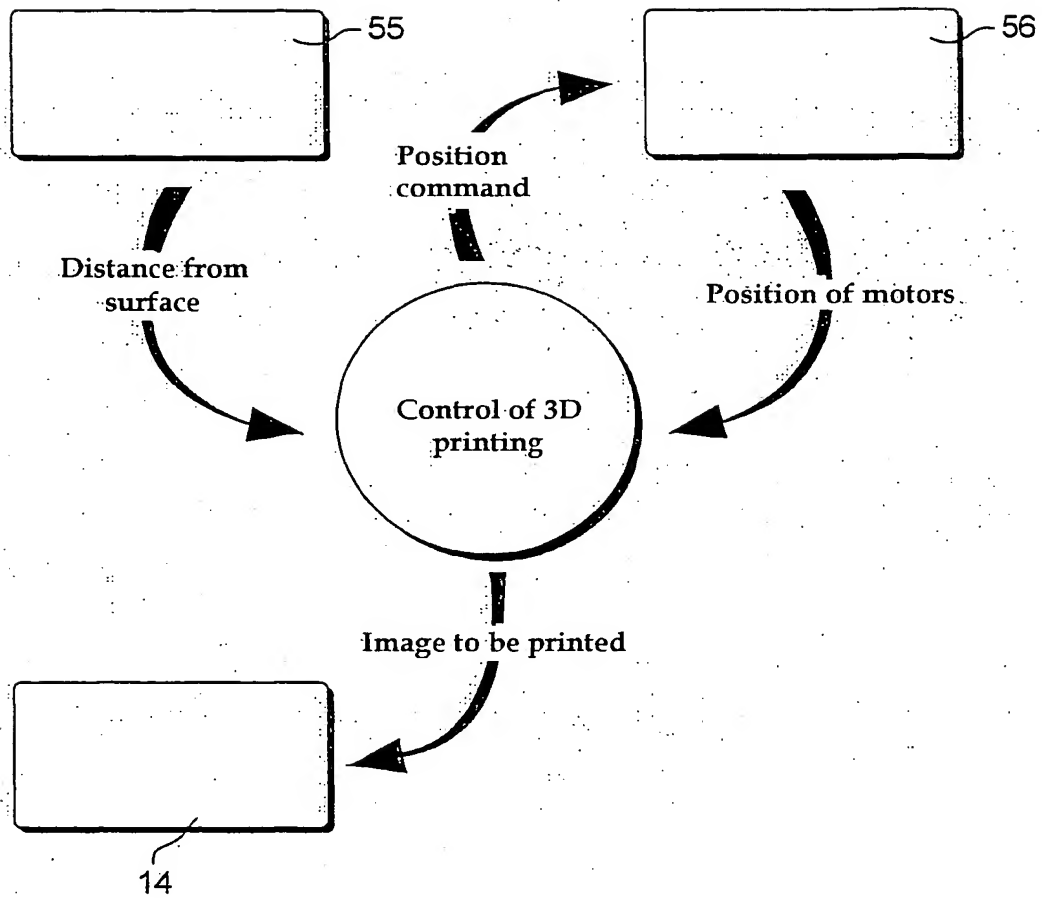 55
56
Position
command
Distance from
surface
Position of motors
Control of 3D
printing
Image to be printed
14